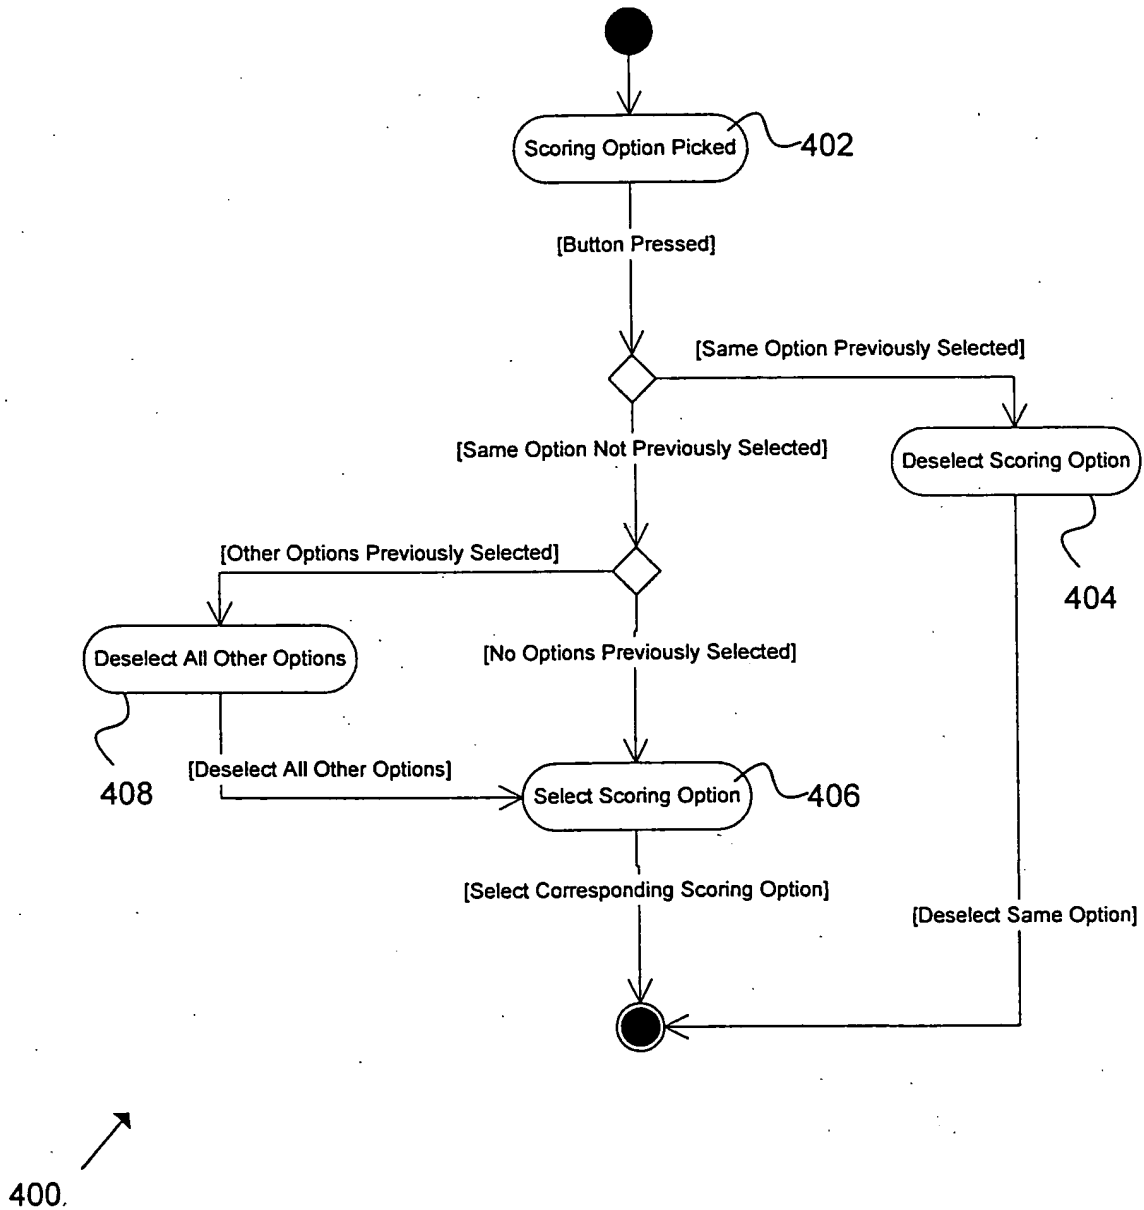 Scoring Option Picked
402
[Button Pressed]
[Same Option Previously Selected]
[Same Option Not Previously Selected]
Deselect Scoring Option
404
[Other Options Previously Selected]
[No Options Previously Selected]
Deselect All Other Options
408
[Deselect All Other Options]
Select Scoring Option
406
[Select Corresponding Scoring Option]
[Deselect Same Option]
400